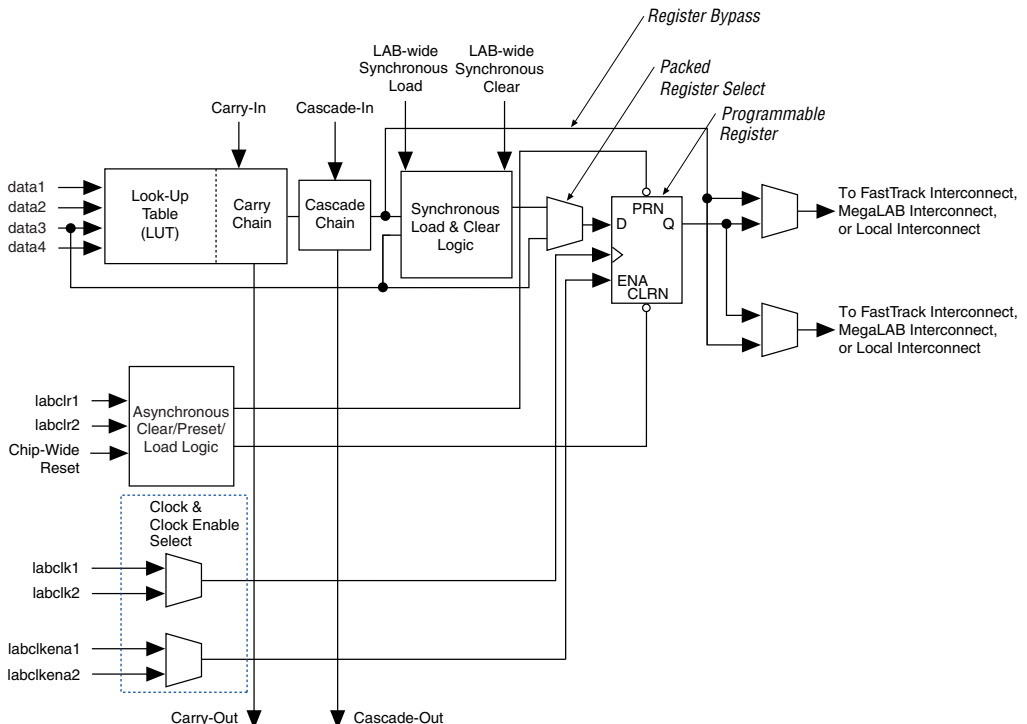 Register Bypass
LAB-wide
Synchronous
Load
LAB-wide
Synchronous
Clear
Packed
Register Select
Carry-In
Cascade-In
Programmable
Register
data1
data2
data3
data4
Look-Up
Table
(LUT)
Carry
Chain
Cascade
Chain
Synchronous
Load & Clear
Logic
PRN
D
Q
ENA
CLRN
To FastTrack Interconnect,
MegaLAB Interconnect,
or Local Interconnect
To FastTrack Interconnect,
MegaLAB Interconnect,
or Local Interconnect
labclr1
labclr2
Chip-Wide
Reset
Asynchronous
Clear/Preset/
Load Logic
Clock &
Clock Enable
Select
labclk1
labclk2
labclkena1
labclkena2
Carry-Out
Cascade-Out